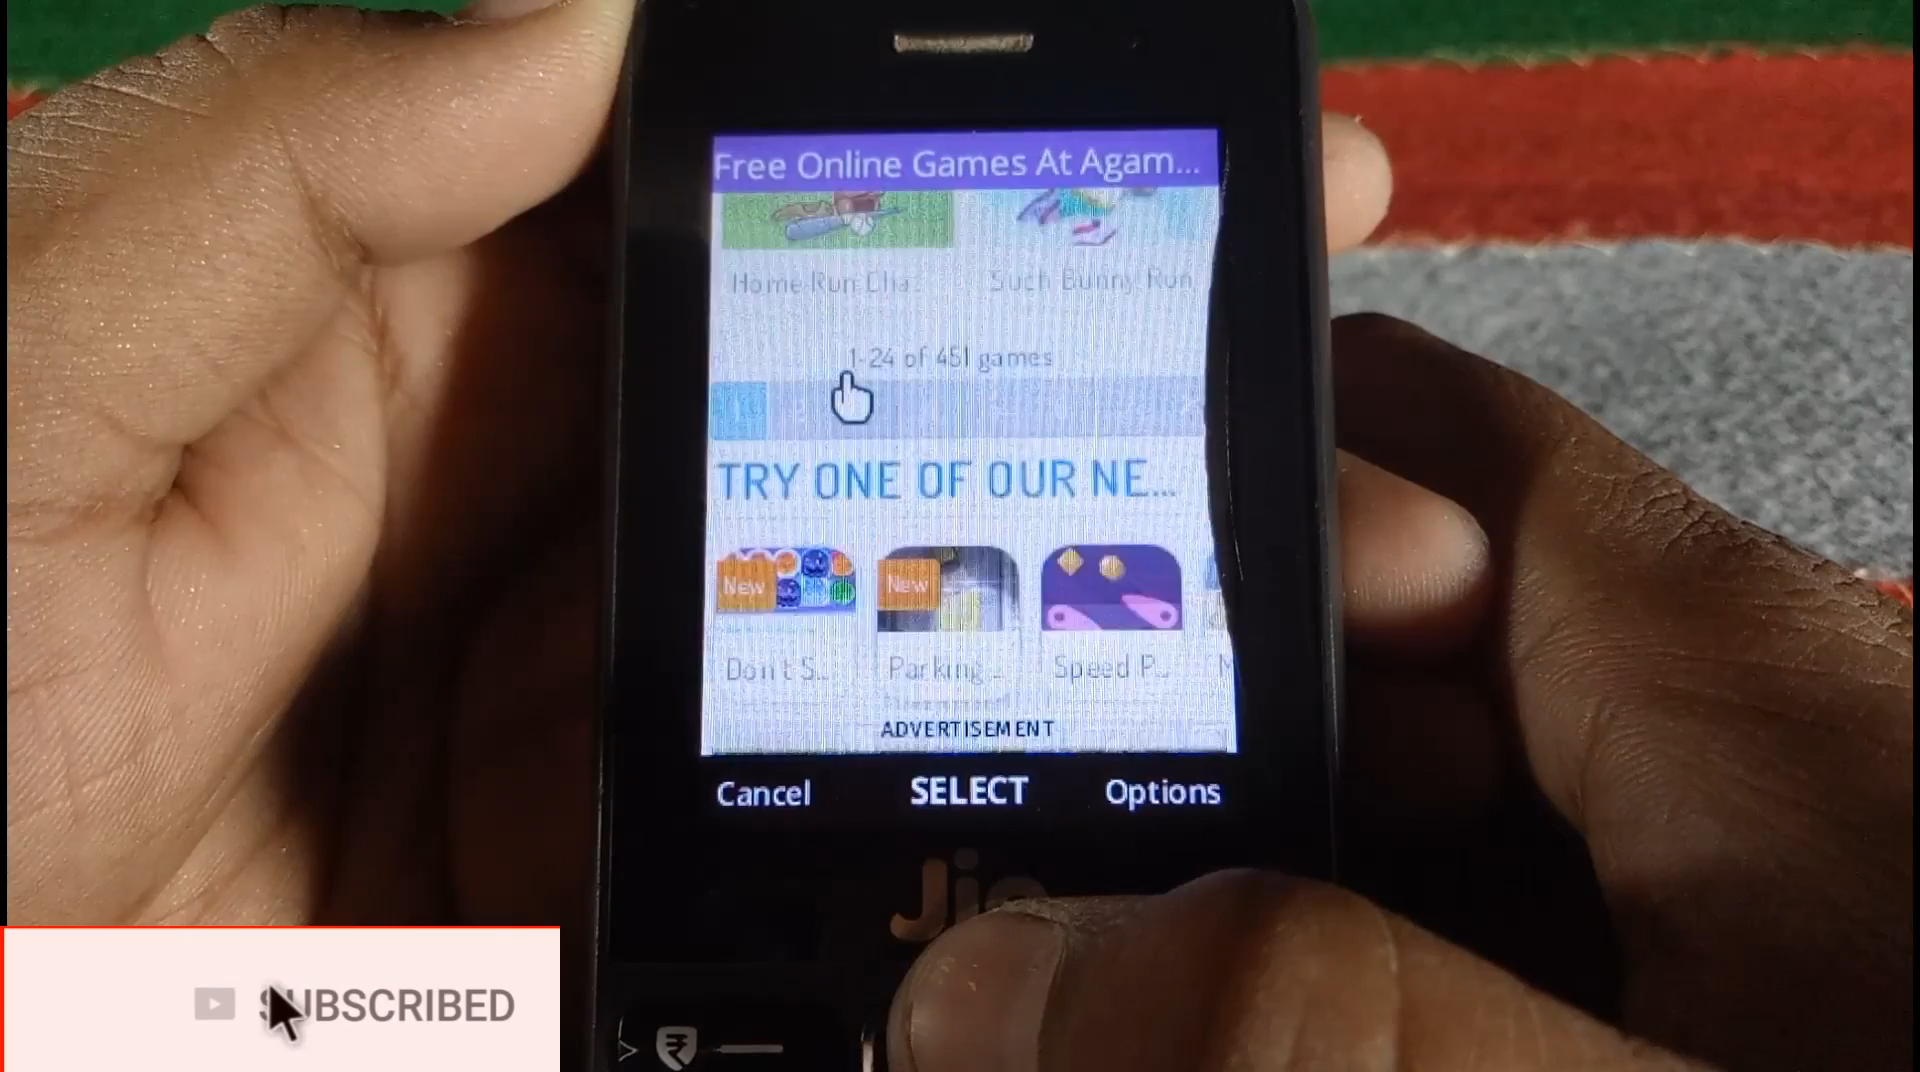 Free Online Games At Agam...
Home Run Cha...
Such Bunny Run
1-24 of 451 games
TRY ONE OF OUR NE...
New
New
Don't S...
Parking ...
Speed P...
M
ADVERTISEMENT
Cancel
SELECT
Options
Jio
SUBSCRIBED